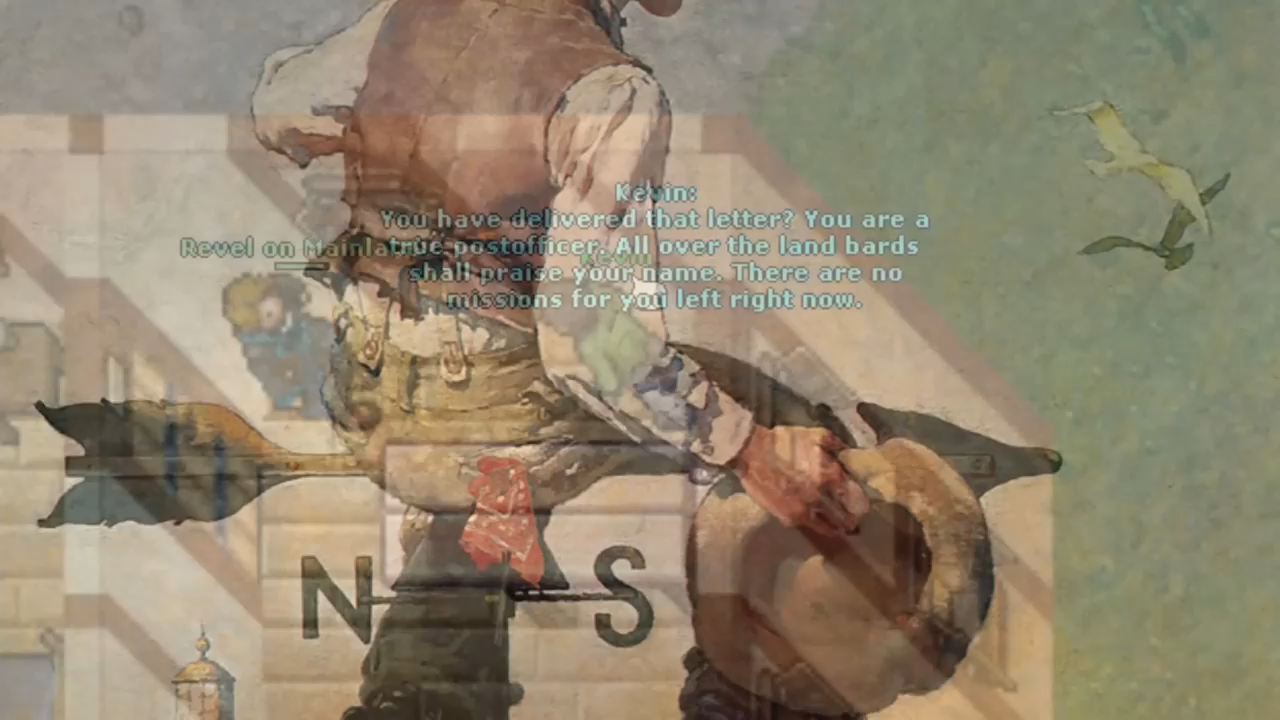 Kevin:
You have delivered that letter? You are a
true postofficer. All over the land bards
shall praise your name. There are no
missions for you left right now.
Revel on Mainla
Kevin
N S